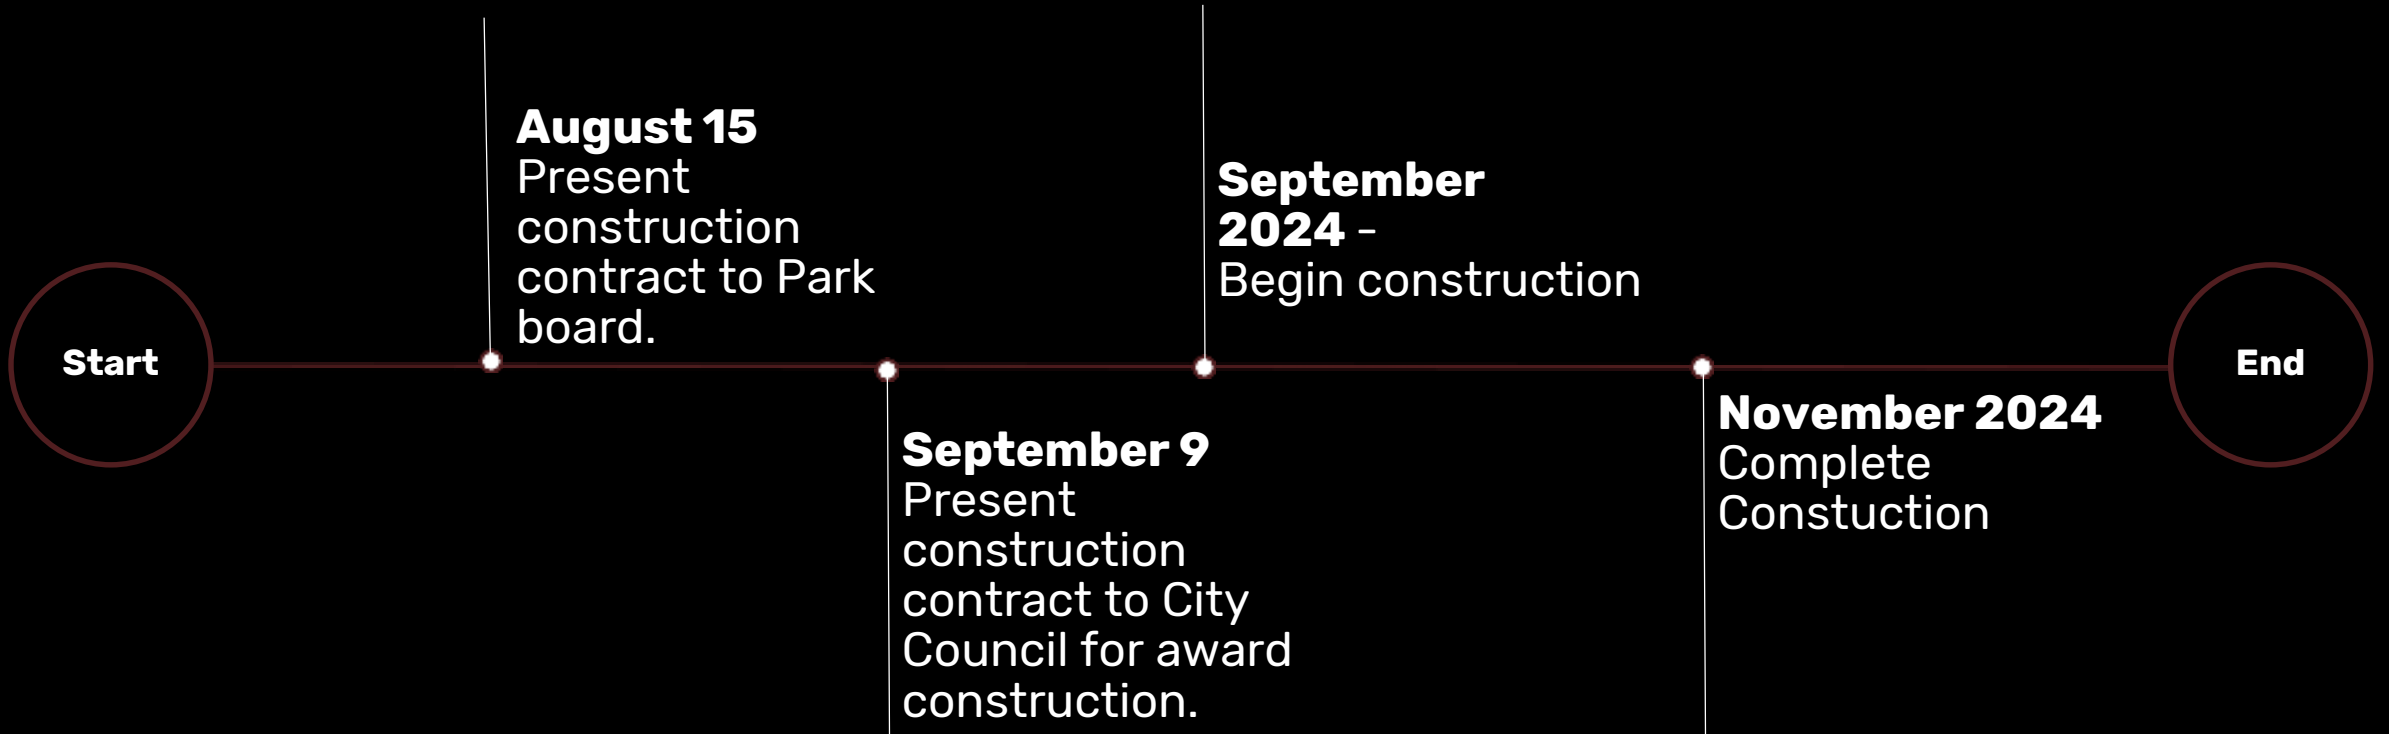 Start
August 15
Present
construction
contract to Park
board.
September 9
Present
construction
contract to City
Council for award
construction.
September
2024 -
Begin construction
November 2024
Complete
Constuction
End